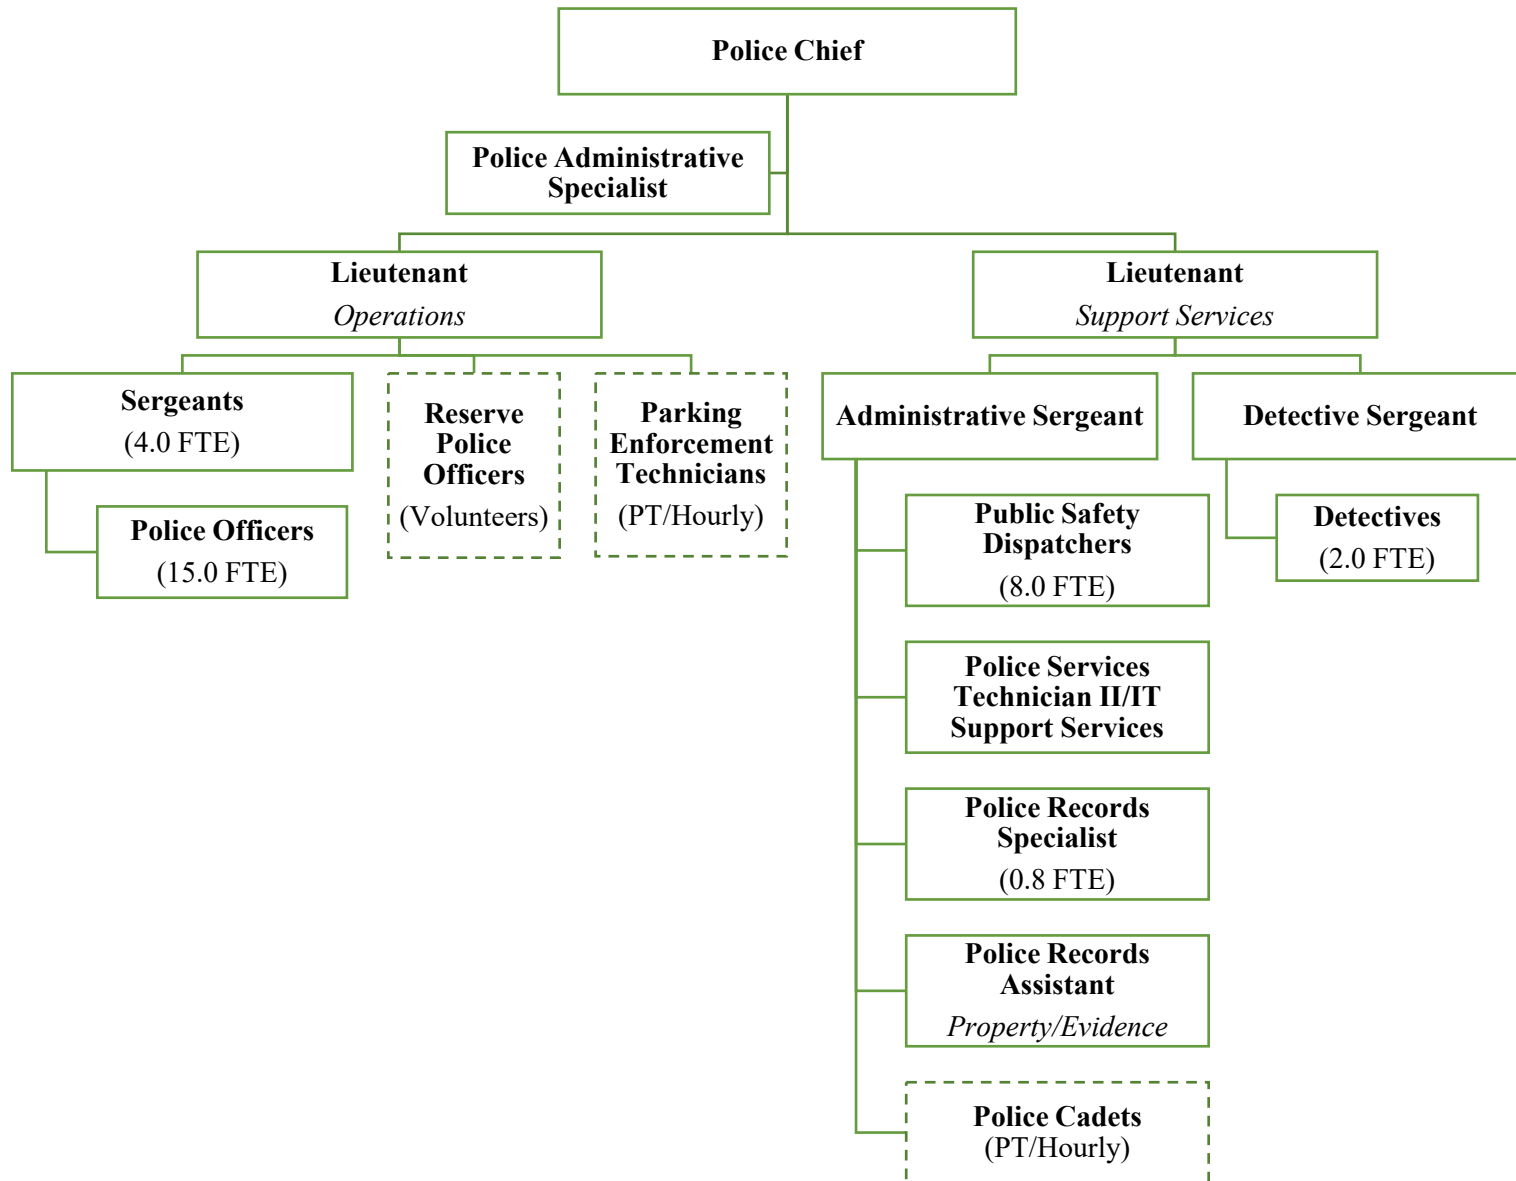 Police Chief
Police Administrative
Specialist
Lieutenant
Operations
Lieutenant
Support Services
Sergeants
(4.0 FTE)
Police Officers
(15.0 FTE)
Reserve
Police
Officers
(Volunteers)
Parking
Enforcement
Technicians
(PT/Hourly)
Administrative Sergeant
Public Safety
Dispatchers
(8.0 FTE)
Police Services
Technician II/IT
Support Services
Police Records
Specialist
(0.8 FTE)
Police Records
Assistant
Property/Evidence
Police Cadets
(PT/Hourly)
Detective Sergeant
Detectives
(2.0 FTE)